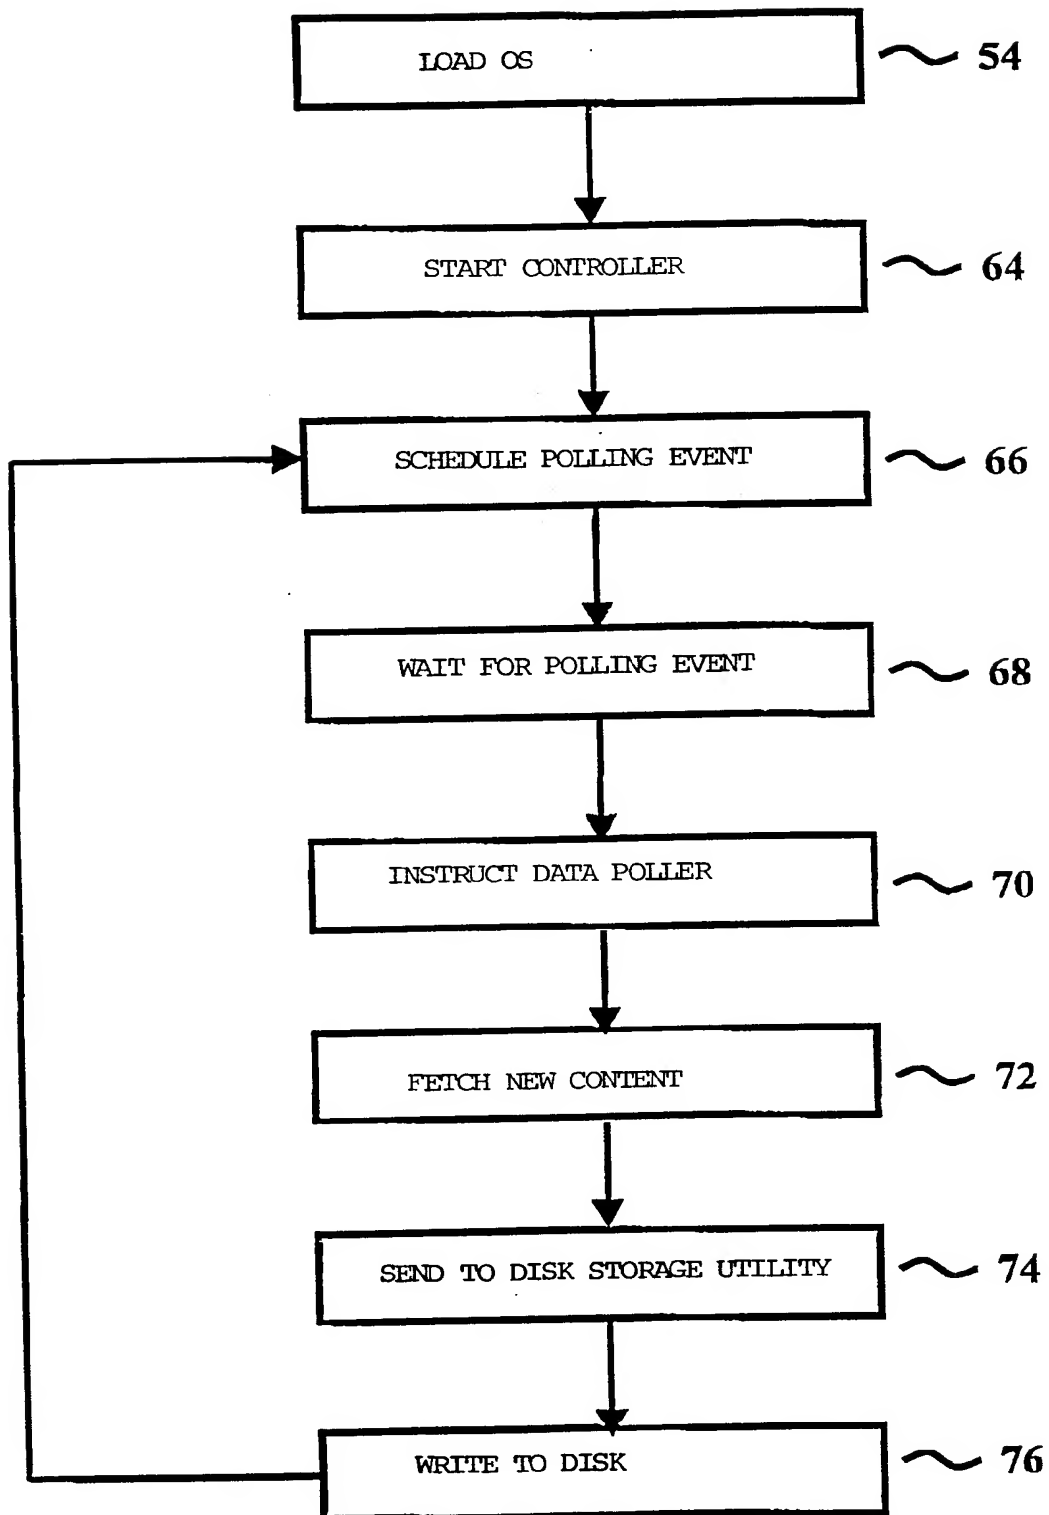 LOAD OS 54
START CONTROLLER 64
SCHEDULE POLLING EVENT 66
WAIT FOR POLLING EVENT 68
INSTRUCT DATA POLLER 70
FETCH NEW CONTENT 72
SEND TO DISK STORAGE UTILITY 74
WRITE TO DISK 76